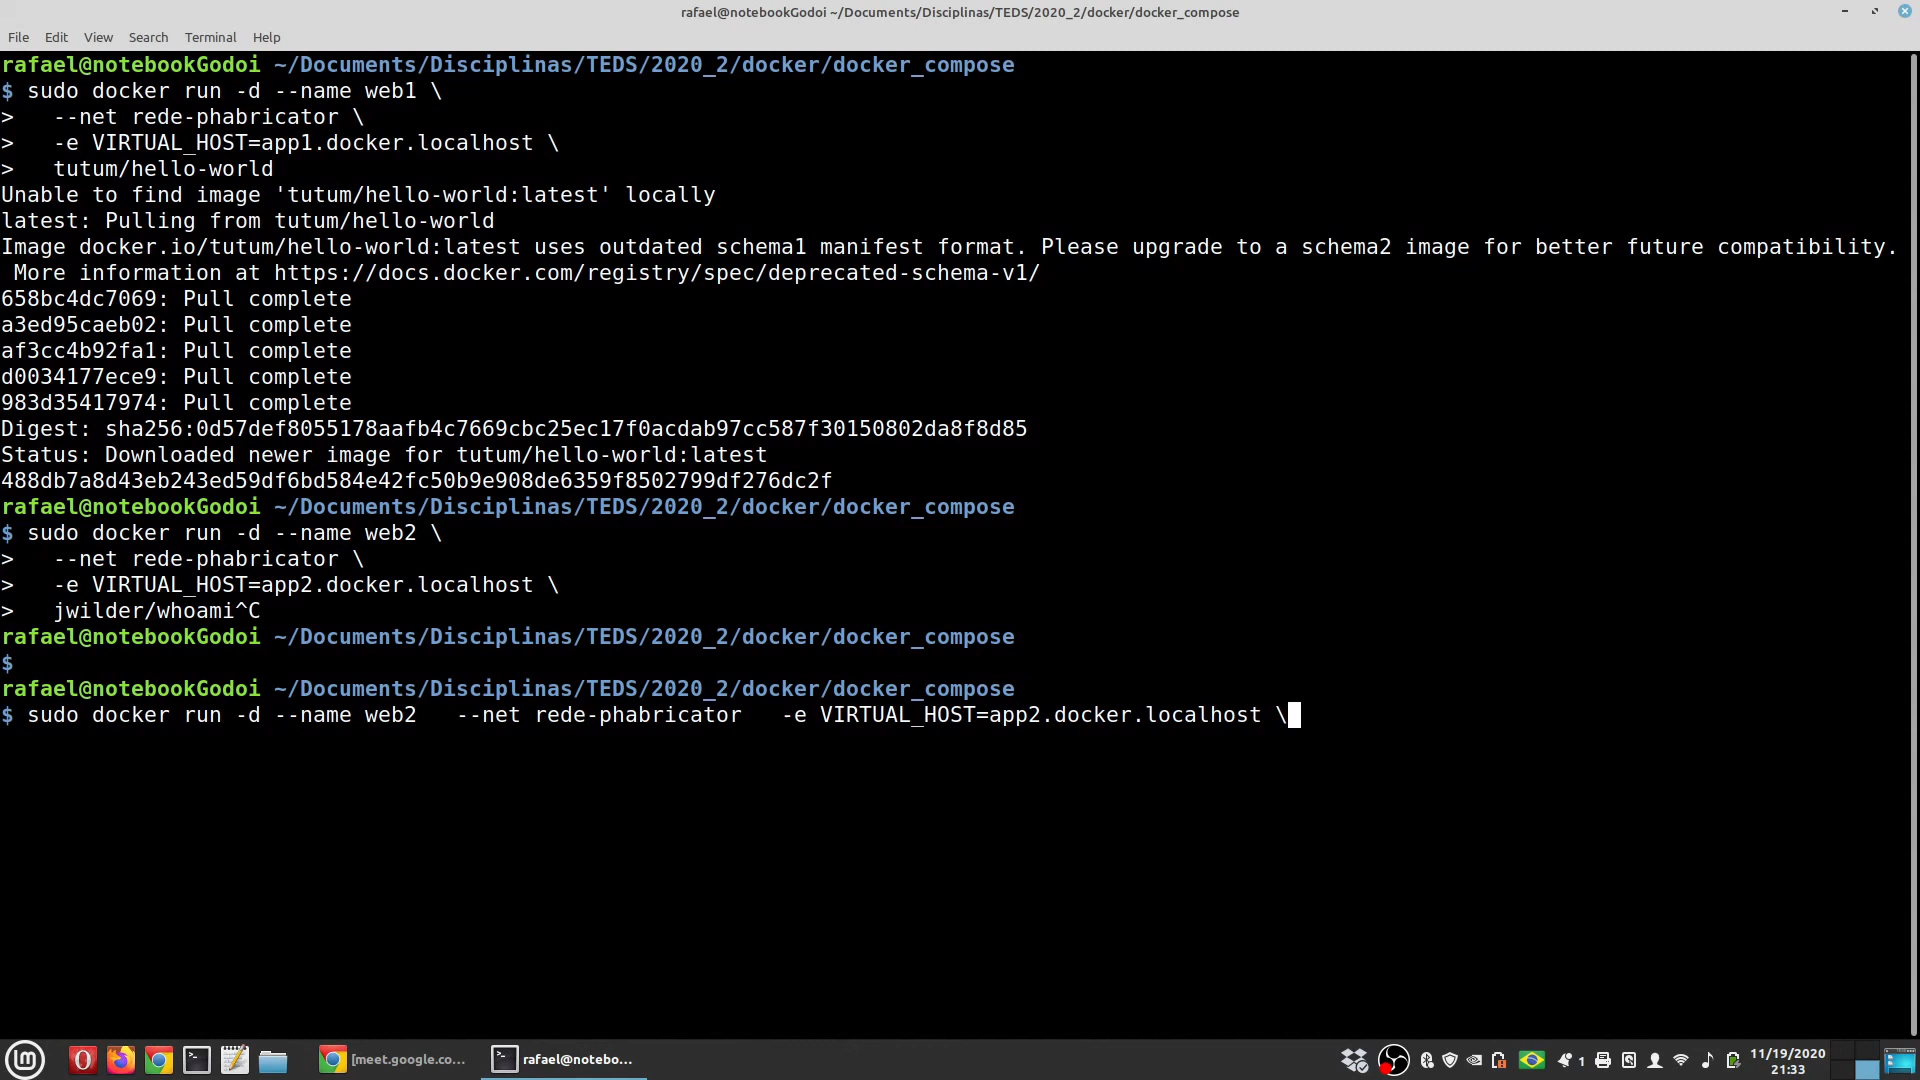 rafael@notebookGodoi ~/Documents/Disciplinas/TEDS/2020_2/docker/docker_compose
File Edit View Search Terminal Help
rafael@notebookGodoi ~/Documents/Disciplinas/TEDS/2020_2/docker/docker_compose
$ sudo docker run -d --name web1 \
>   --net rede-phabricator \
>   -e VIRTUAL_HOST=app1.docker.localhost \
>   tutum/hello-world
Unable to find image 'tutum/hello-world:latest' locally
latest: Pulling from tutum/hello-world
Image docker.io/tutum/hello-world:latest uses outdated schema1 manifest format. Please upgrade to a schema2 image for better future compatibility.
 More information at https://docs.docker.com/registry/spec/deprecated-schema-v1/
658bc4dc7069: Pull complete
a3ed95caeb02: Pull complete
af3cc4b92fa1: Pull complete
d0034177ece9: Pull complete
983d35417974: Pull complete
Digest: sha256:0d57def8055178aafb4c7669cbc25ec17f0acdab97cc587f30150802da8f8d85
Status: Downloaded newer image for tutum/hello-world:latest
488db7a8d43eb243ed59df6bd584e42fc50b9e908de6359f8502799df276dc2f
rafael@notebookGodoi ~/Documents/Disciplinas/TEDS/2020_2/docker/docker_compose
$ sudo docker run -d --name web2 \
>   --net rede-phabricator \
>   -e VIRTUAL_HOST=app2.docker.localhost \
>   jwilder/whoami^C
rafael@notebookGodoi ~/Documents/Disciplinas/TEDS/2020_2/docker/docker_compose
$
rafael@notebookGodoi ~/Documents/Disciplinas/TEDS/2020_2/docker/docker_compose
$ sudo docker run -d --name web2   --net rede-phabricator   -e VIRTUAL_HOST=app2.docker.localhost \
[meet.google.co...
rafael@notebo...
1
11/19/2020
21:33